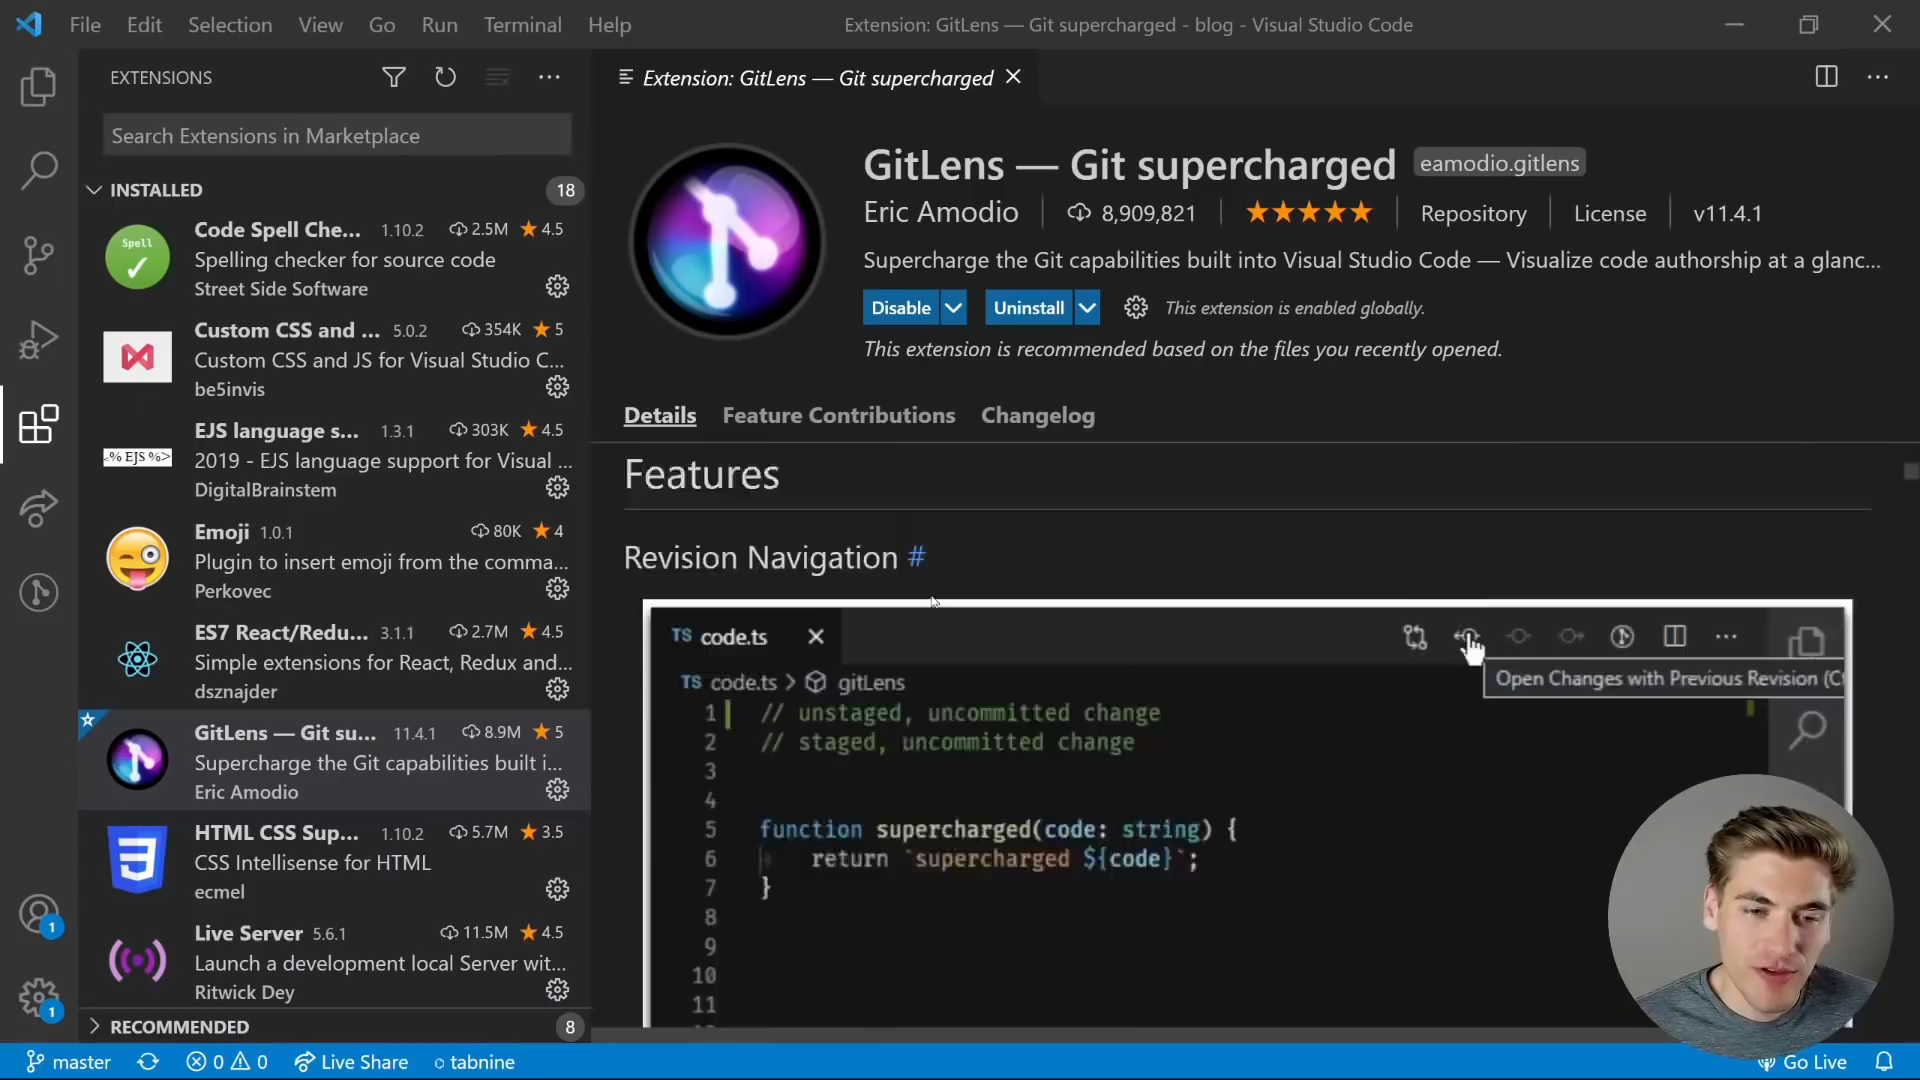 File Edit Selection View Go Run Terminal Help
Extension: GitLens — Git supercharged - blog - Visual Studio Code
EXTENSIONS
Search Extensions in Marketplace
INSTALLED 18
Code Spell Che... 1.10.2 2.5M 4.5
Spelling checker for source code
Street Side Software
Custom CSS and ... 5.0.2 354K 5
Custom CSS and JS for Visual Studio C...
be5invis
EJS language s... 1.3.1 303K 4.5
2019 - EJS language support for Visual ...
DigitalBrainstem
<% EJS %>
Emoji 1.0.1 80K 4
Plugin to insert emoji from the comma...
Perkovec
ES7 React/Redu... 3.1.1 2.7M 4.5
Simple extensions for React, Redux and...
dsznajder
GitLens — Git su... 11.4.1 8.9M 5
Supercharge the Git capabilities built i...
Eric Amodio
HTML CSS Sup... 1.10.2 5.7M 3.5
CSS Intellisense for HTML
ecmel
Live Server 5.6.1 11.5M 4.5
Launch a development local Server wit...
Ritwick Dey
RECOMMENDED 8
Spell
Extension: GitLens — Git supercharged
GitLens — Git supercharged eamodio.gitlens
Eric Amodio 8,909,821 Repository License v11.4.1
Supercharge the Git capabilities built into Visual Studio Code — Visualize code authorship at a glanc...
Disable Uninstall This extension is enabled globally.
This extension is recommended based on the files you recently opened.
Details Feature Contributions Changelog
Features
Revision Navigation #
TS code.ts
Open Changes with Previous Revision (C
TS code.ts > gitLens
1 // unstaged, uncommitted change
2 // staged, uncommitted change
3
4
5 function supercharged(code: string) {
6 return `supercharged ${code}`;
7 }
8
9
10
11
1
1
master 0 0 Live Share tabnine Go Live